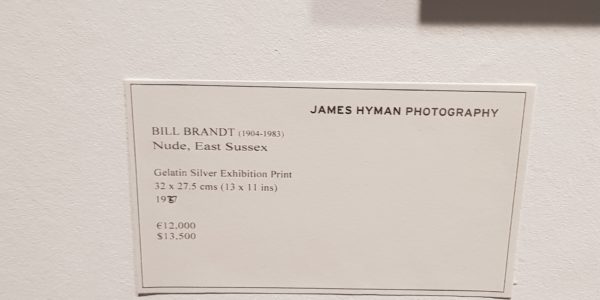 JAMES HYMAN PHOTOGRAPHY
BILL BRANDT (1904-1983)
Nude, East Sussex
Gelatin Silver Exhibition Print
32 x 27.5 cms (13 x 11 ins)
€12,000
$13,500